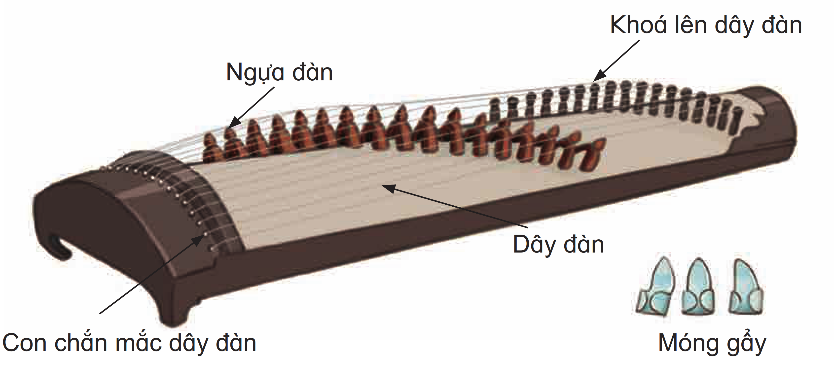 Khoá lên dây đàn
Ngựa đàn
Dây đàn
Con chắn mắc dây đàn
Móng gẩy